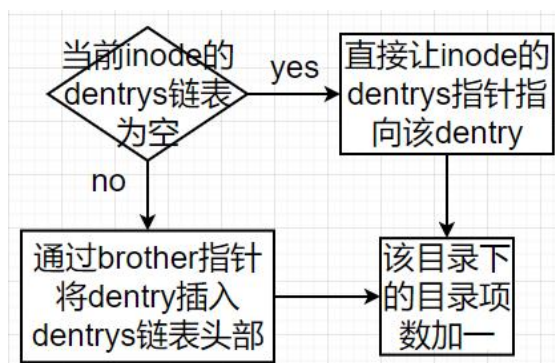 当前inode的
dentrys链表
为空
yes
直接让inode的
dentrys指针指
向该dentry
no
通过brother指针
将dentry插入
dentrys链表头部
该目录下
的目录项
数加一